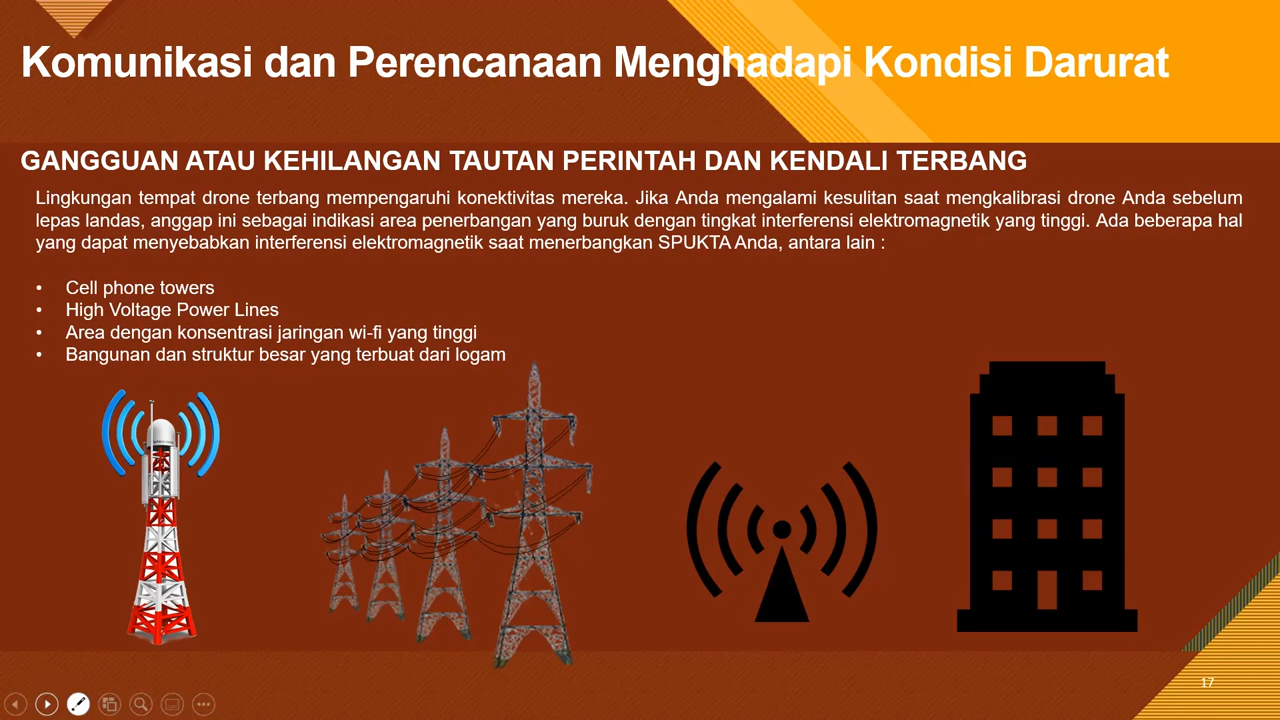 Komunikasi dan Perencanaan Menghadapi Kondisi Darurat
GANGGUAN ATAU KEHILANGAN TAUTAN PERINTAH DAN KENDALI TERBANG
Lingkungan tempat drone terbang mempengaruhi konektivitas mereka. Jika Anda mengalami kesulitan saat mengkalibrasi drone Anda sebelum
lepas landas, anggap ini sebagai indikasi area penerbangan yang buruk dengan tingkat interferensi elektromagnetik yang tinggi. Ada beberapa hal
yang dapat menyebabkan interferensi elektromagnetik saat menerbangkan SPUKTA Anda, antara lain :
• Cell phone towers
• High Voltage Power Lines
• Area dengan konsentrasi jaringan wi-fi yang tinggi
• Bangunan dan struktur besar yang terbuat dari logam
17